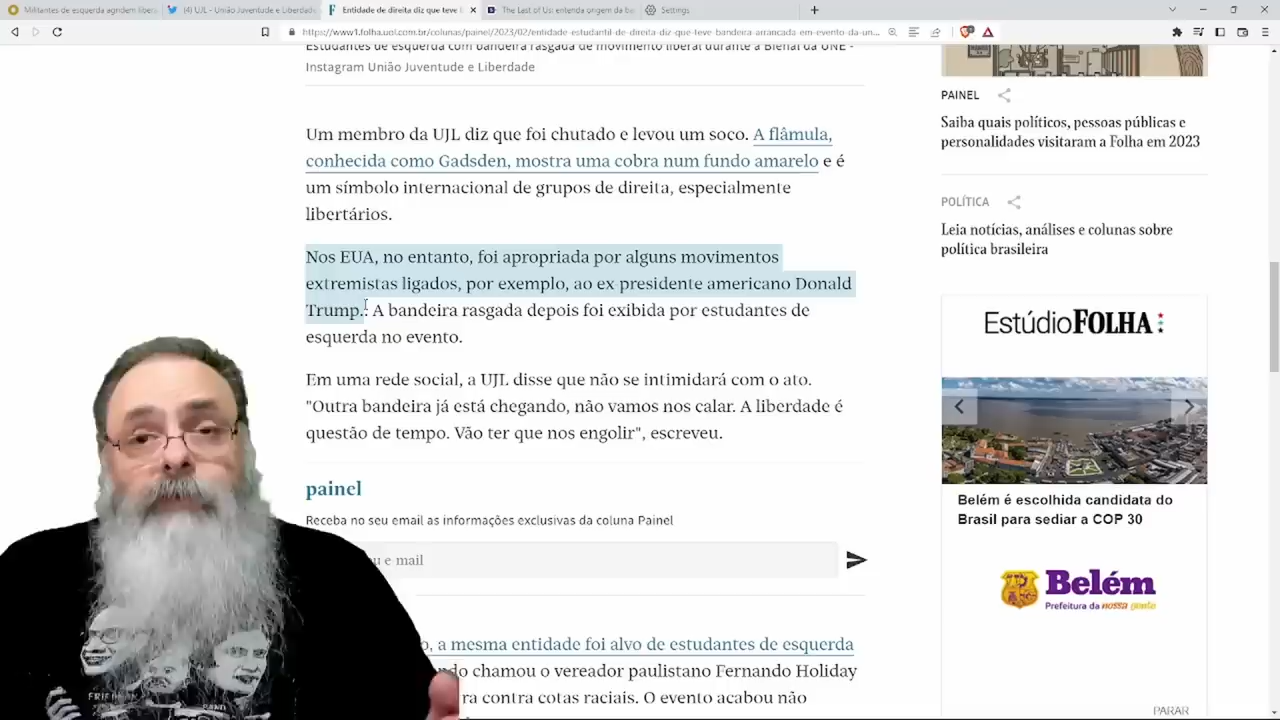 Militantes de esquerda agridem libera
(4) UJL - União Juventude e Liberdade
Entidade de direita diz que teve
The Last of Us: entenda origem da ba
Settings
https://www1.folha.uol.com.br/colunas/painel/2023/02/entidade-estudantil-de-direita-diz-que-teve-bandeira-arrancada-em-evento-da-un...
Estudantes de esquerda com bandeira rasgada de movimento liberal durante a Bienal da UNE -
Instagram União Juventude e Liberdade
Um membro da UJL diz que foi chutado e levou um soco. A flâmula,
conhecida como Gadsden, mostra uma cobra num fundo amarelo e é
um símbolo internacional de grupos de direita, especialmente
libertários.
Nos EUA, no entanto, foi apropriada por alguns movimentos
extremistas ligados, por exemplo, ao ex presidente americano Donald
Trump.. A bandeira rasgada depois foi exibida por estudantes de
esquerda no evento.
Em uma rede social, a UJL disse que não se intimidará com o ato.
"Outra bandeira já está chegando, não vamos nos calar. A liberdade é
questão de tempo. Vão ter que nos engolir", escreveu.
painel
Receba no seu email as informações exclusivas da coluna Painel
u e mail
o, a mesma entidade foi alvo de estudantes de esquerda
ndo chamou o vereador paulistano Fernando Holiday
ra contra cotas raciais. O evento acabou não
PAINEL
Saiba quais políticos, pessoas públicas e
personalidades visitaram a Folha em 2023
POLÍTICA
Leia notícias, análises e colunas sobre
política brasileira
EstúdioFOLHA
Belém é escolhida candidata do
Brasil para sediar a COP 30
Belém
Prefeitura da nossa gente
PARAR